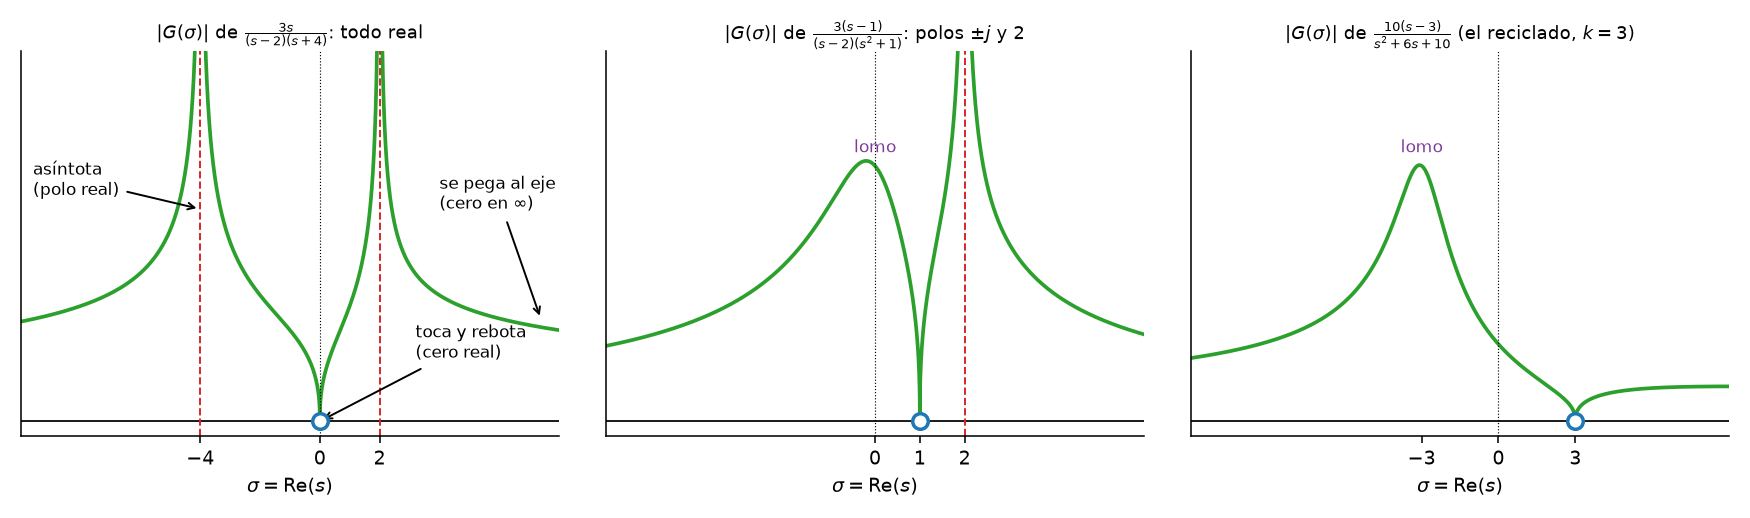 |G(σ)| de 3s/((s−2)(s+4)): todo real
asíntota
(polo real)
se pega al eje
(cero en ∞)
toca y rebota
(cero real)
−4 0 2
σ = Re(s)
|G(σ)| de 3(s−1)/((s−2)(s²+1)): polos ±j y 2
lomo
0 1 2
σ = Re(s)
|G(σ)| de 10(s−3)/(s²+6s+10) (el reciclado, k = 3)
lomo
−3 0 3
σ = Re(s)